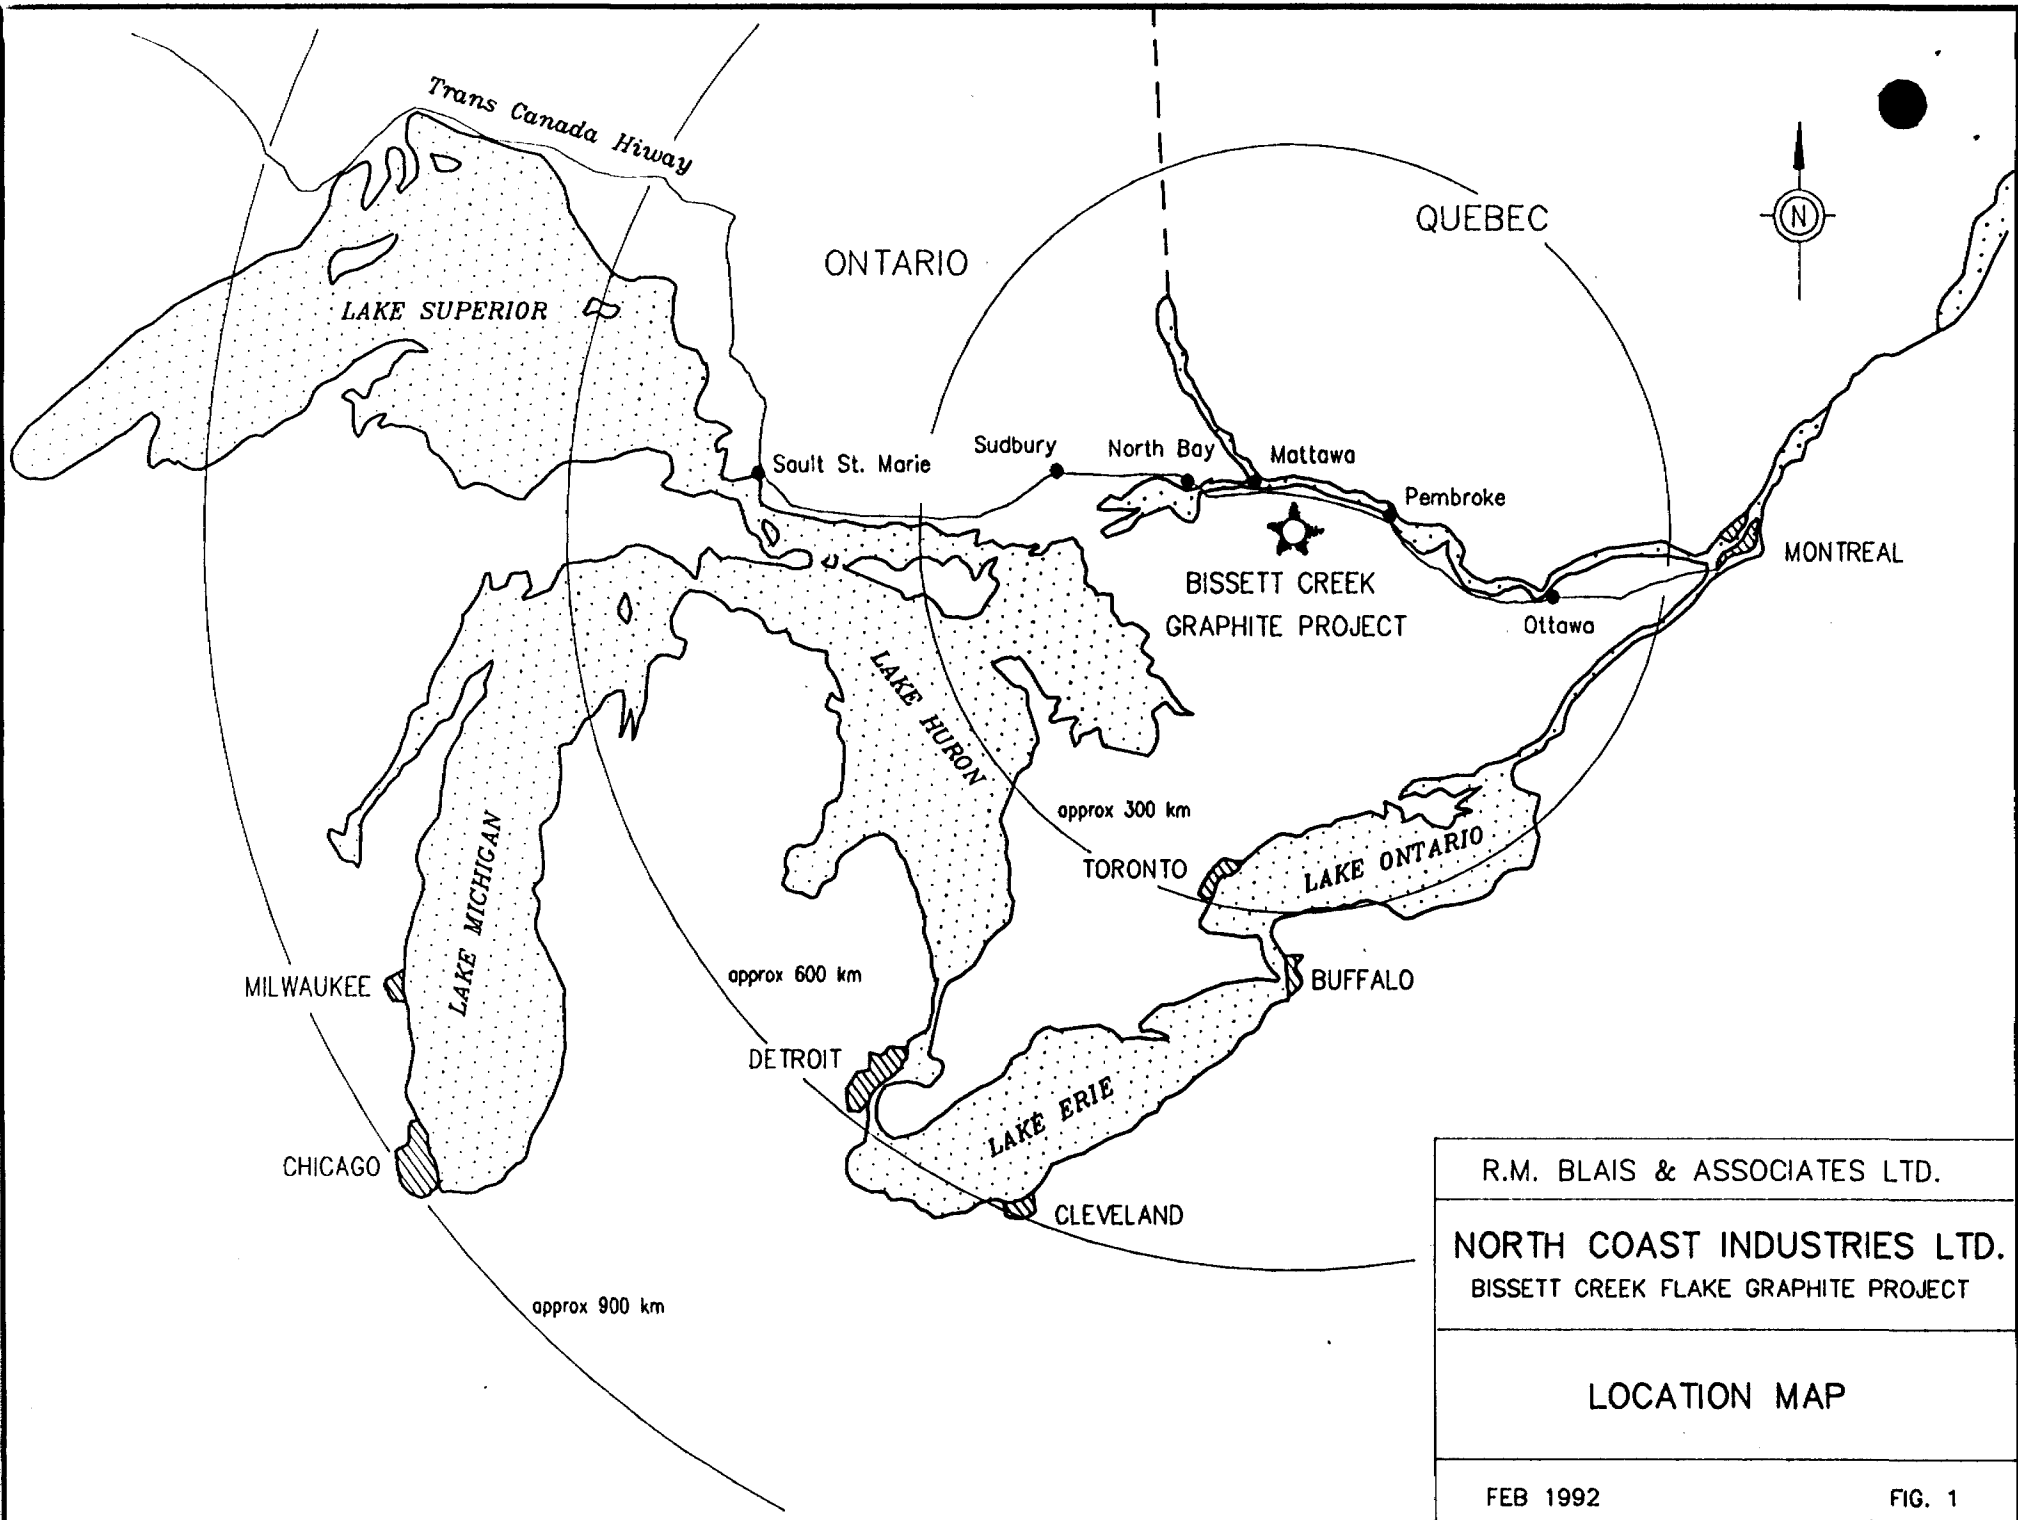 Trans Canada Hiway
QUEBEC
N
ONTARIO
LAKE SUPERIOR
Sault St. Marie
Sudbury
North Bay
Mattawa
Pembroke
MONTREAL
BISSETT CREEK
GRAPHITE PROJECT
Ottawa
LAKE HURON
approx 300 km
LAKE MICHIGAN
TORONTO
LAKE ONTARIO
approx 600 km
MILWAUKEE
BUFFALO
DETROIT
LAKE ERIE
CHICAGO
CLEVELAND
approx 900 km
R.M. BLAIS & ASSOCIATES LTD.
NORTH COAST INDUSTRIES LTD.
BISSETT CREEK FLAKE GRAPHITE PROJECT
LOCATION MAP
FEB 1992
FIG. 1